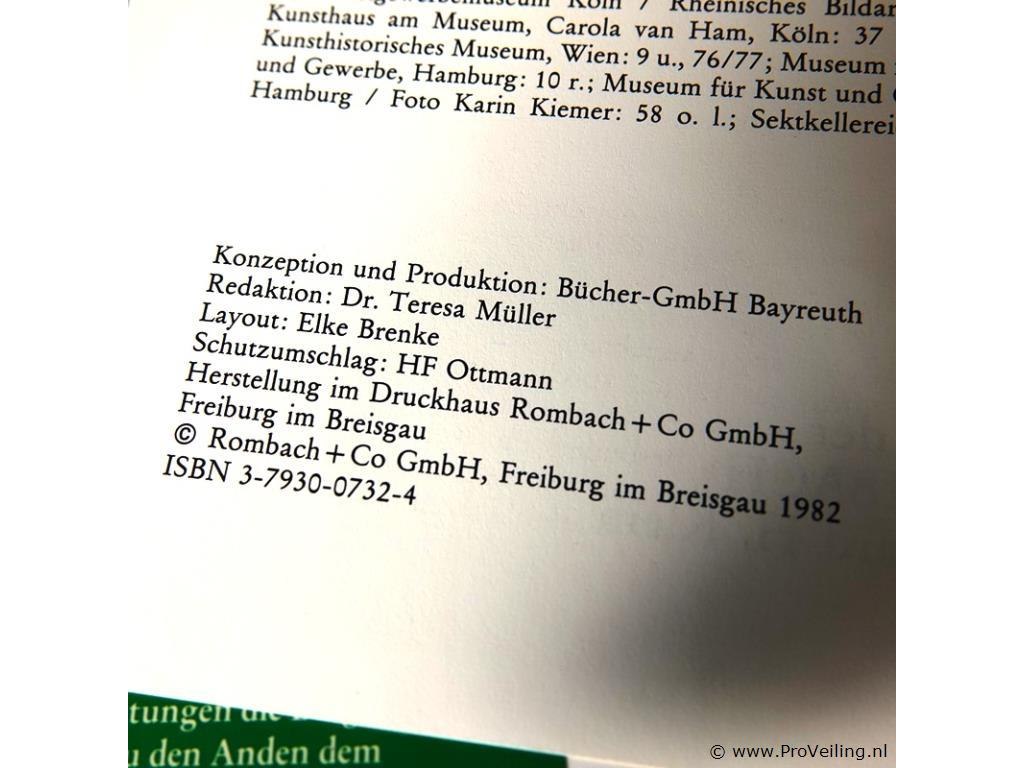 Köln / Rheinisches
Kunsthaus am Museum, Carola van Ham, Köln: 37
Kunsthistorisches Museum, Wien: 9 u., 76/77; Museum
und Gewerbe, Hamburg: 10 r.; Museum für Kunst und
Hamburg / Foto Karin Kiemer: 58 o. l.; Sektkellerei
Konzeption und Produktion: Bücher-GmbH Bayreuth
Redaktion: Dr. Teresa Müller
Layout: Elke Brenke
Schutzumschlag: HF Ottmann
Herstellung im Druckhaus Rombach+Co GmbH,
Freiburg im Breisgau
© Rombach+Co GmbH, Freiburg im Breisgau 1982
ISBN 3-7930-0732-4
tungen
den Anden dem
© www.ProVeiling.nl